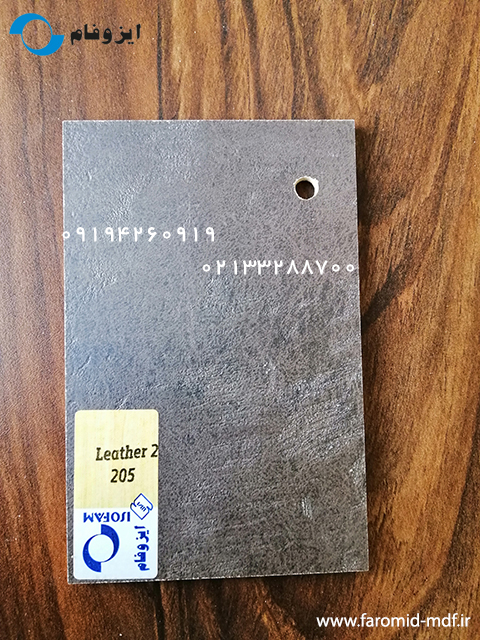 ایزوفام
۰۹۱۹۴۲۶۰۹۱۹
۰۲۱۳۳۲۸۸۷۰۰
Leather 2
205
ISOFAM
ایزوفام
www.faromid-mdf.ir